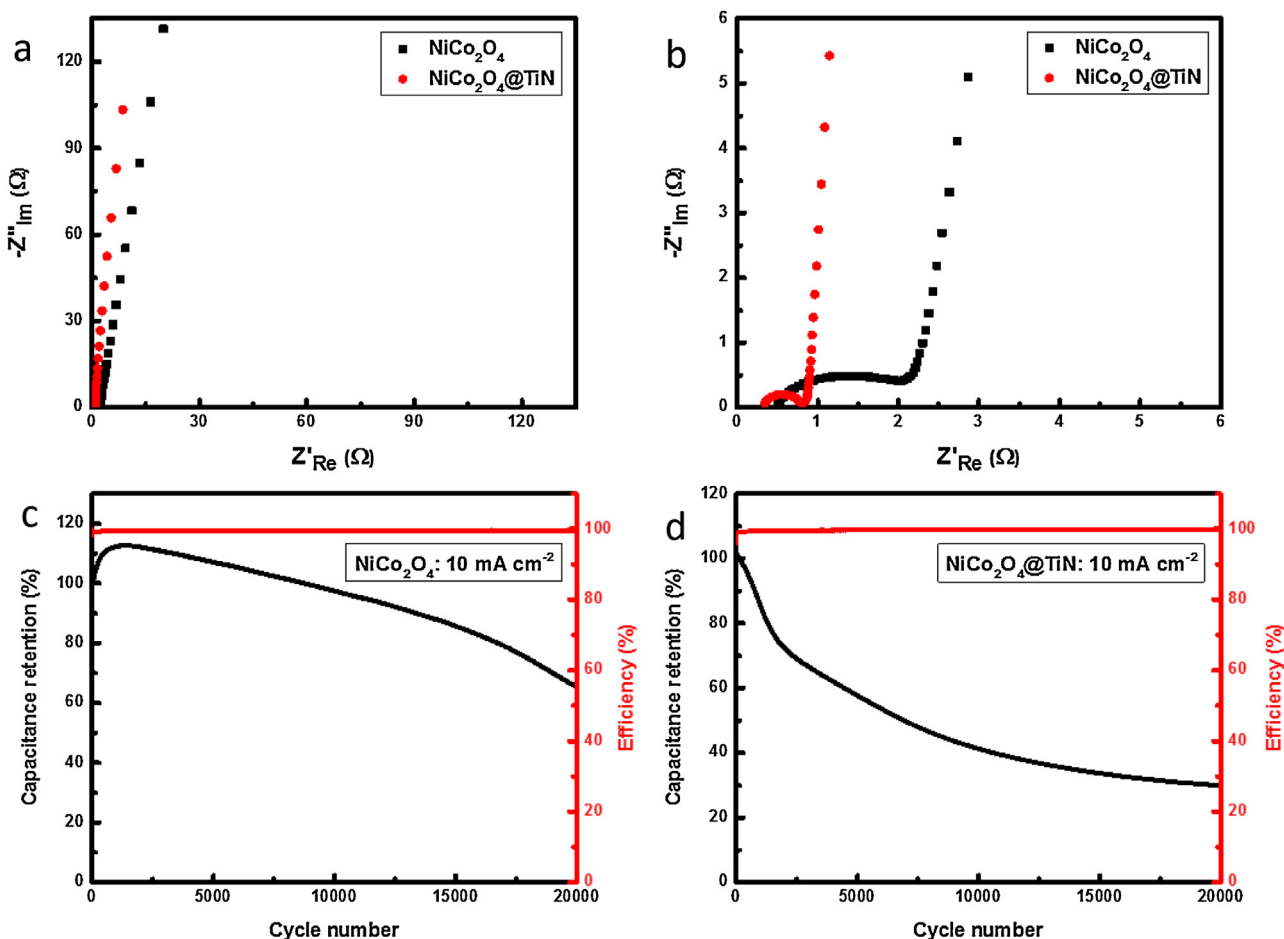 a
135
120
90
60
30
0
-Z''Im (Ω)
NiCo2O4
NiCo2O4@TiN
0 30 60 90 120
Z'Re (Ω)
b
6
5
4
3
2
1
0
-Z''Im (Ω)
NiCo2O4
NiCo2O4@TiN
0 1 2 3 4 5 6
Z'Re (Ω)
c
120
100
80
60
40
20
0
Capacitance retention (%)
NiCo2O4: 10 mA cm-2
100
80
60
40
20
0
Efficiency (%)
0 5000 10000 15000 20000
Cycle number
d
120
100
80
60
40
20
0
Capacitance retention (%)
NiCo2O4@TiN: 10 mA cm-2
100
80
60
40
20
0
Efficiency (%)
0 5000 10000 15000 20000
Cycle number